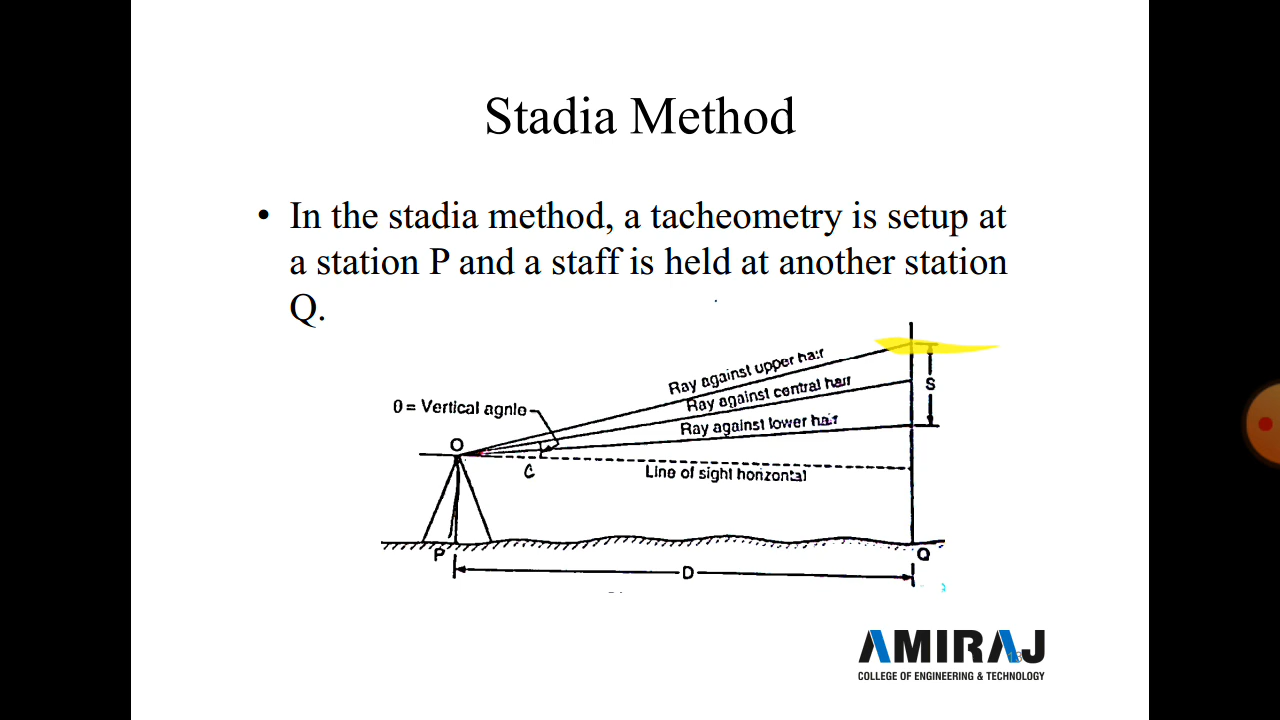 Stadia Method
• In the stadia method, a tacheometry is setup at
a station P and a staff is held at another station
Q.
Ray against upper hair
Ray against central hair
S
θ = Vertical agnle
Ray against lower hair
O
C
Line of sight horizontal
P
Q
D
AMIRAJ
COLLEGE OF ENGINEERING & TECHNOLOGY